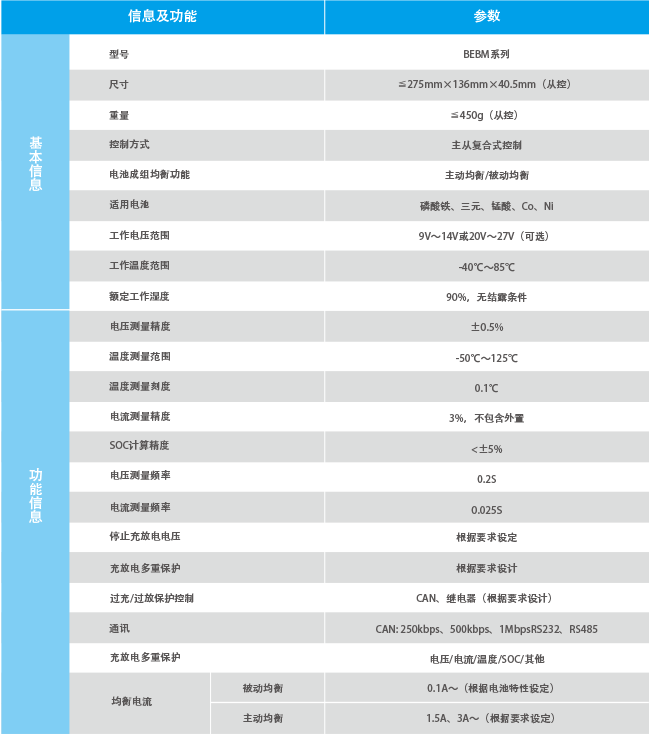 信息及功能 参数
基本信息
型号 BEBM系列
尺寸 ≦275mm×136mm×40.5mm（从控）
重量 ≦450g（从控）
控制方式 主从复合式控制
电池成组均衡功能 主动均衡/被动均衡
适用电池 磷酸铁、三元、锰酸、Co、Ni
工作电压范围 9V～14V或20V～27V（可选）
工作温度范围 -40℃～85℃
额定工作湿度 90%，无结露条件
功能信息
电压测量精度 ±0.5%
温度测量范围 -50℃～125℃
温度测量刻度 0.1℃
电流测量精度 3%，不包含外置
SOC计算精度 <±5%
电压测量频率 0.2S
电流测量频率 0.025S
停止充放电电压 根据要求设定
充放电多重保护 根据要求设计
过充/过放保护控制 CAN、继电器（根据要求设计）
通讯 CAN: 250kbps、500kbps、1MbpsRS232、RS485
充放电多重保护 电压/电流/温度/SOC/其他
均衡电流 被动均衡 0.1A～（根据电池特性设定）
主动均衡 1.5A、3A～（根据要求设定）